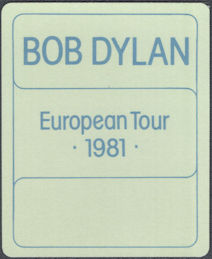 BOB DYLAN
European Tour
· 1981 ·